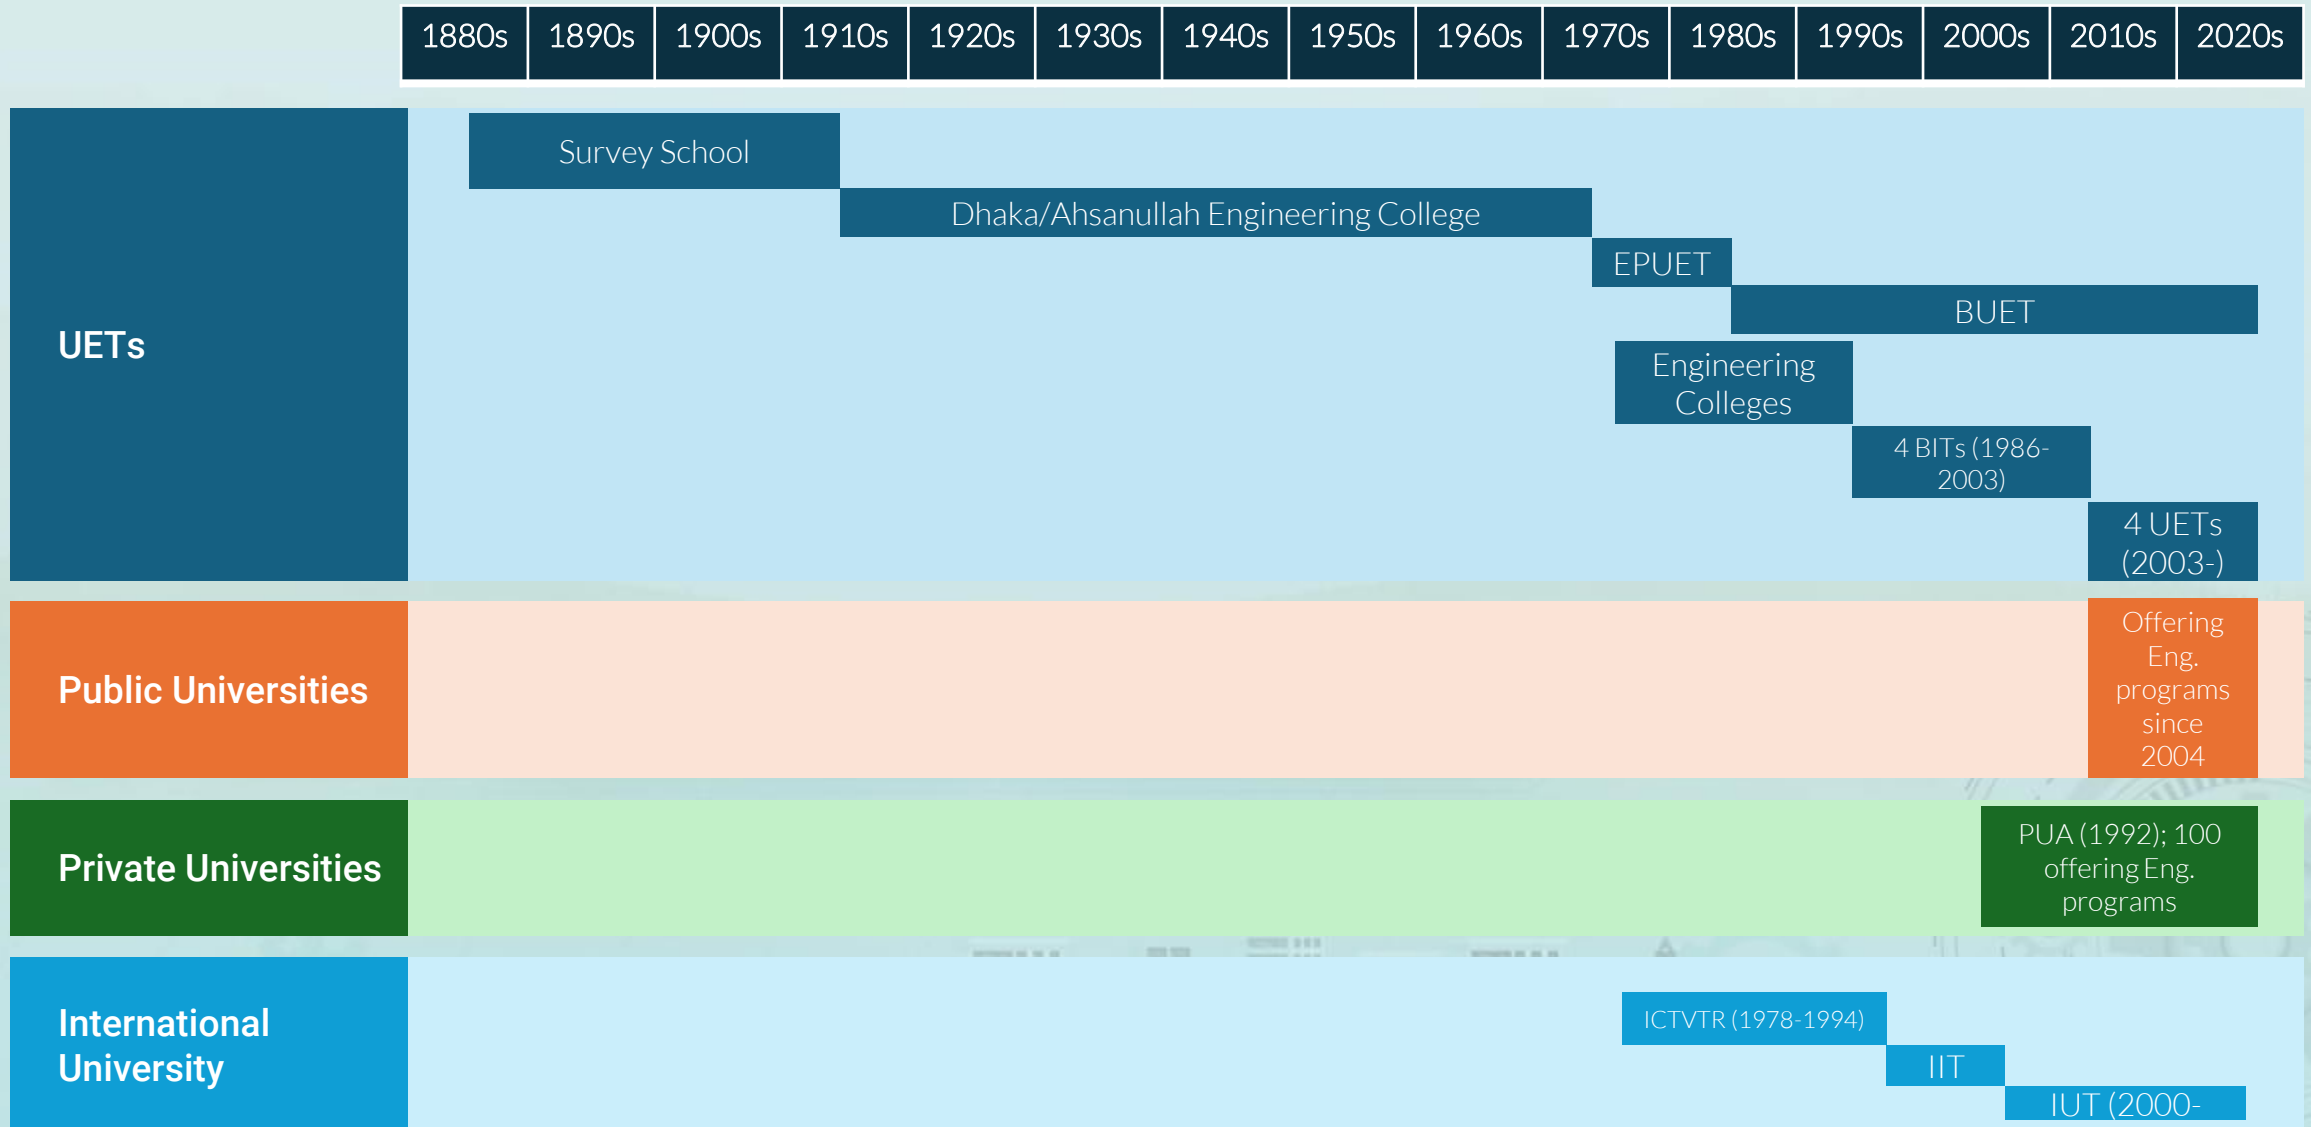 1880s 1890s 1900s 1910s 1920s 1930s 1940s 1950s 1960s 1970s 1980s 1990s 2000s 2010s 2020s
UETs
Survey School
Dhaka/Ahsanullah Engineering College
EPUET
BUET
Engineering
Colleges
4 BITs (1986-
2003)
4 UETs
(2003-)
Public Universities
Offering
Eng.
programs
since
2004
Private Universities
PUA (1992); 100
offering Eng.
programs
International
University
ICTVTR (1978-1994)
IIT
IUT (2000-